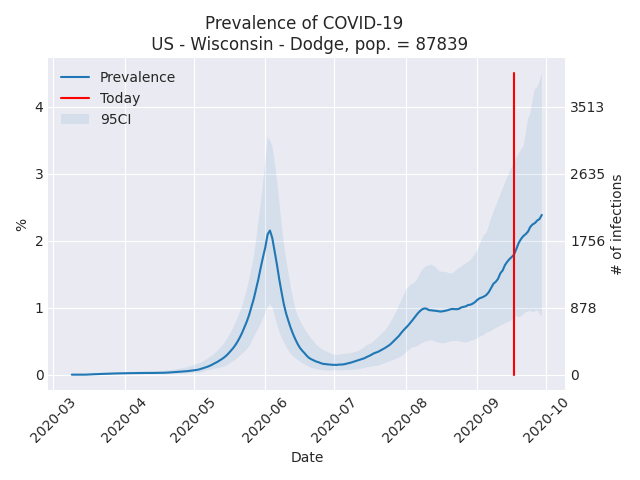 Prevalence of COVID-19
US - Wisconsin - Dodge, pop. = 87839
Prevalence
Today
95CI
4
3
2
1
0
%
3513
2635
1756
878
0
# of infections
2020-03
2020-04
2020-05
2020-06
2020-07
2020-08
2020-09
2020-10
Date